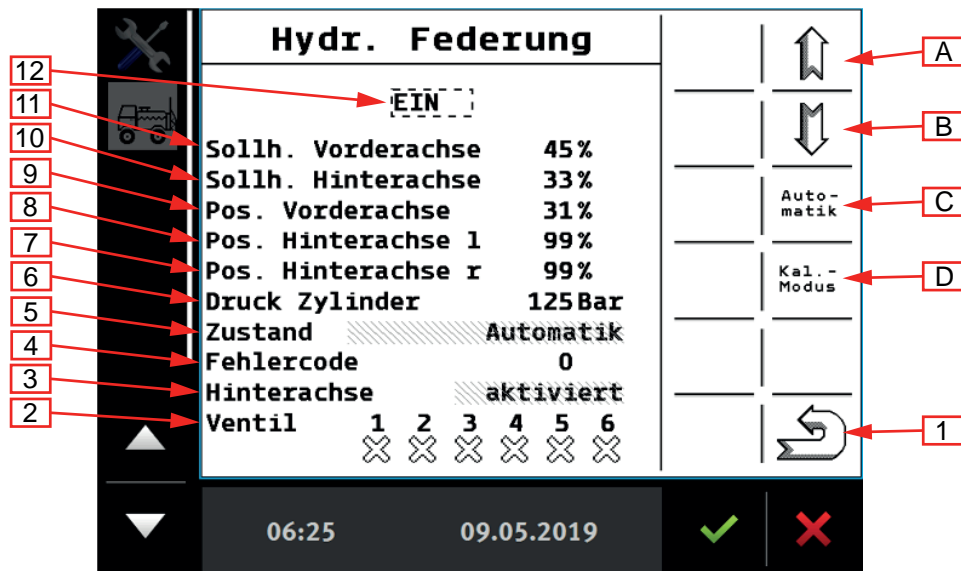 Hydr. Federung
EIN
Sollh. Vorderachse 45%
Sollh. Hinterachse 33%
Pos. Vorderachse 31%
Pos. Hinterachse l 99%
Pos. Hinterachse r 99%
Druck Zylinder 125Bar
Zustand Automatik
Fehlercode 0
Hinterachse aktiviert
Ventil 1 2 3 4 5 6
Auto-
matik
Kal.-
Modus
06:25 09.05.2019
12
11
10
9
8
7
6
5
4
3
2
A
B
C
D
1